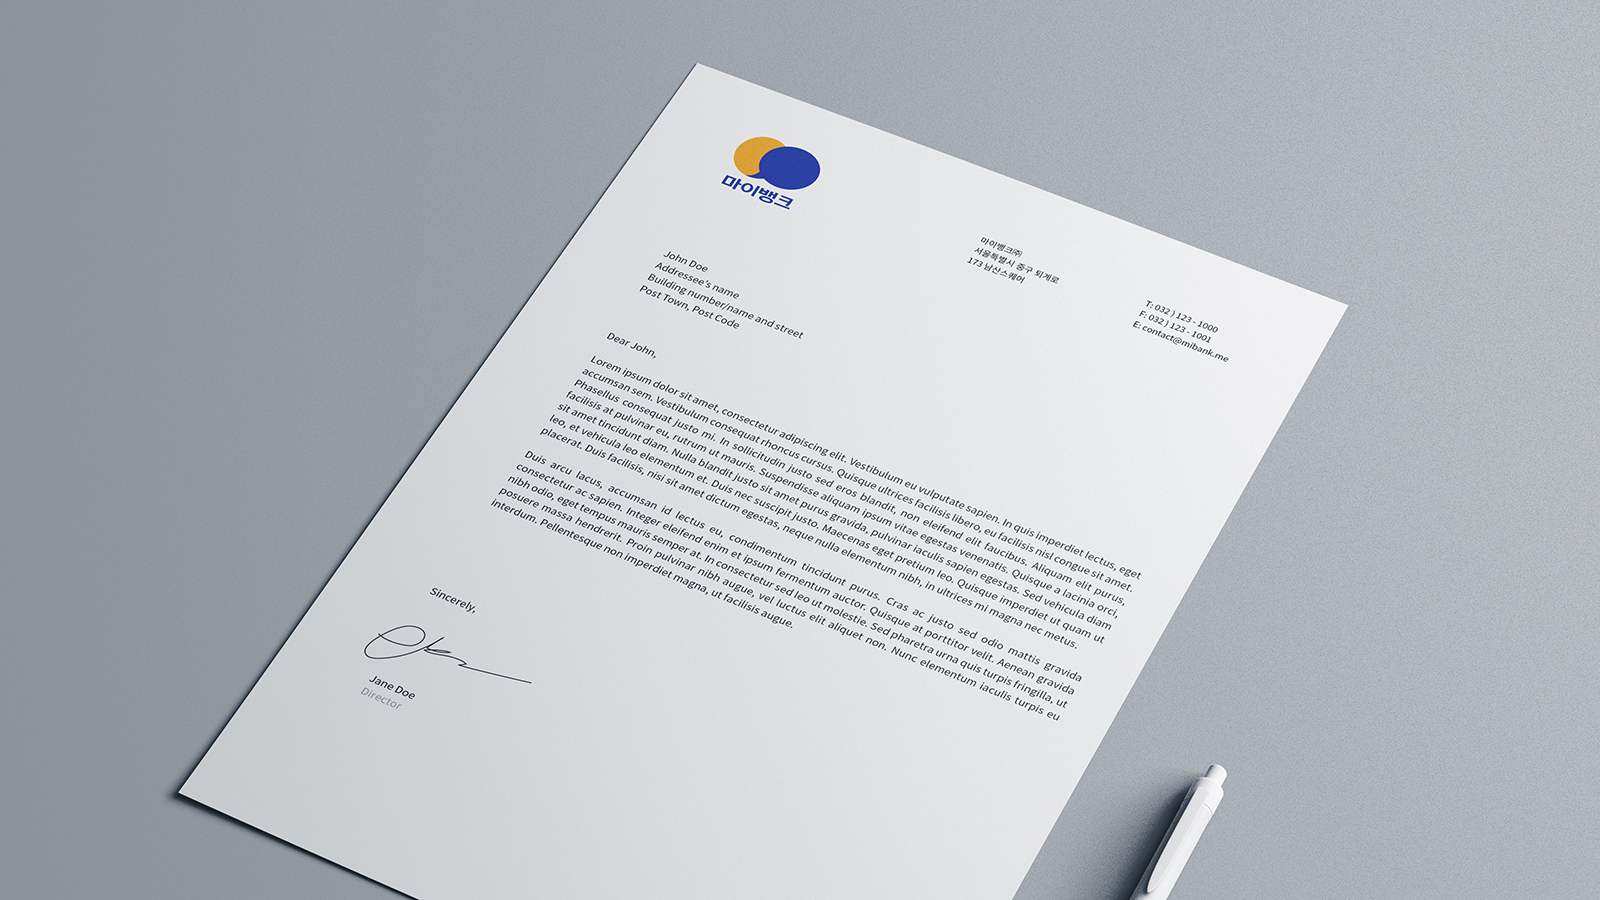 마이뱅크
마이뱅크㈜
서울특별시 중구 퇴계로
173 남산스퀘어
T: 032 ) 123 - 1000
F: 032 ) 123 - 1001
E: contact@mibank.me
John Doe
Addressee's name
Building number/name and street
Post Town, Post Code
Dear John,
Lorem ipsum dolor sit amet, consectetur adipiscing elit. Vestibulum eu vulputate sapien. In quis imperdiet lectus, eget
accumsan sem. Vestibulum consequat rhoncus cursus. Quisque ultrices facilisis libero, eu facilisis nisl congue sit amet.
Phasellus consequat justo mi. In sollicitudin justo sed eros blandit, non eleifend elit faucibus. Aliquam elit purus,
facilisis at pulvinar eu, rutrum ut mauris. Suspendisse aliquam ipsum vitae egestas venenatis. Quisque a lacinia orci,
sit amet tincidunt diam. Nulla blandit justo sit amet purus gravida, pulvinar iaculis sapien egestas. Sed vehicula diam
leo, et vehicula leo elementum et. Duis nec suscipit justo. Maecenas eget pretium leo. Quisque imperdiet ut quam ut
placerat. Duis facilisis, nisi sit amet dictum egestas, neque nulla elementum nibh, in ultrices mi magna nec metus.
Duis arcu lacus, accumsan id lectus eu, condimentum tincidunt purus. Cras ac justo sed odio mattis gravida
consectetur ac sapien. Integer eleifend enim et ipsum fermentum auctor. Quisque at porttitor velit. Aenean gravida
nibh odio, eget tempus mauris semper at. In consectetur sed leo ut molestie. Sed pharetra urna quis turpis fringilla, ut
posuere massa hendrerit. Proin pulvinar nibh augue, vel luctus elit aliquet non. Nunc elementum iaculis turpis eu
interdum. Pellentesque non imperdiet magna, ut facilisis augue.
Sincerely,
Jane Doe
Director